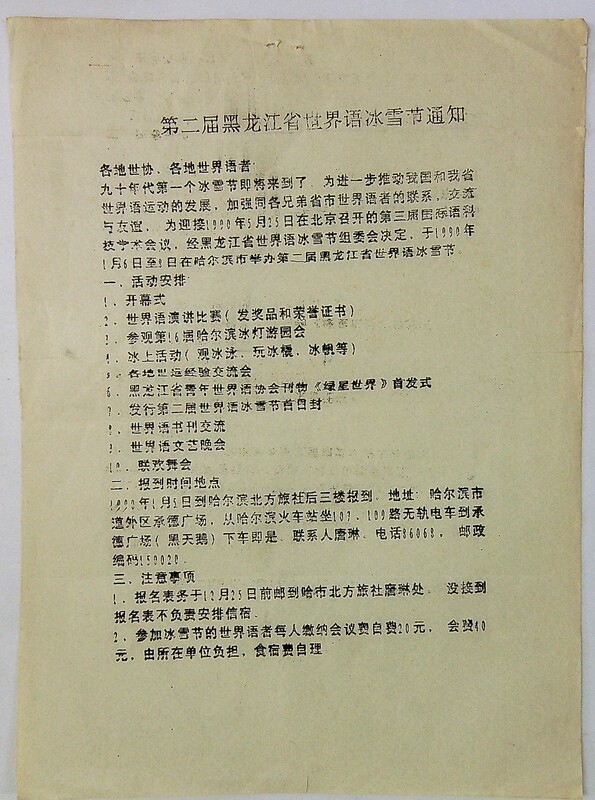 第二届黑龙江省世界语冰雪节通知
各地世协、各地世界语者:
九十年代第一个冰雪节即将来到了。为进一步推动我国和我省
世界语运动的发展,加强同各兄弟省市世界语者的联系,交流
与友谊,为迎接1990年5月25日在北京召开的第三届国际语科
技学术会议,经黑龙江省世界语冰雪节组委会决定,于1990年
1月6日至8日在哈尔滨市举办第二届黑龙江省世界语冰雪节
一、活动安排:
1、开幕式
2、世界语演讲比赛(发奖品和荣誉证书)
3、参观第16届哈尔滨冰灯游园会
4、冰上活动(观冰泳、玩冰橇、冰帆等)
5、各地世运经验交流会
6、黑龙江省青年世界语协会刊物《绿星世界》首发式
7、发行第二届世界语冰雪节首日封
8、世界语书刊交流
9、世界语文艺晚会
10、联欢舞会
二、报到时间地点
1990年1月5日到哈尔滨北方旅社后三楼报到。地址:哈尔滨市
道外区承德广场,从哈尔滨火车站坐107、109路无轨电车到承
德广场(黑天鹅)下车即是。联系人唐琳。电话86068,邮政
编码150020。
三、注意事项
1、报名表务于12月25日前邮到哈市北方旅社唐琳处。没接到
报名表不负责安排信宿。
2、参加冰雪节的世界语者每人缴纳会议费自费20元,会费40
元,由所在单位负担,食宿费自理